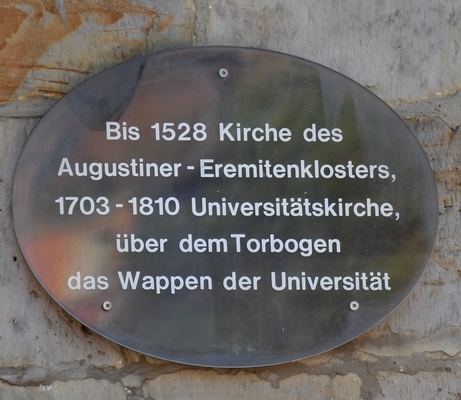 Bis 1528 Kirche des
Augustiner-Eremitenklosters,
1703-1810 Universitätskirche,
über dem Torbogen
das Wappen der Universität